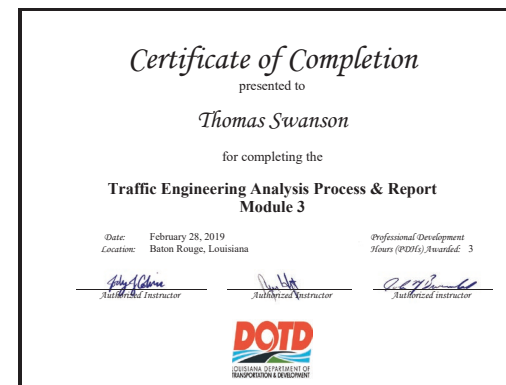 Certificate of Completion
presented to
Thomas Swanson
for completing the
Traffic Engineering Analysis Process & Report
Module 3
Date: February 28, 2019
Location: Baton Rouge, Louisiana
Professional Development
Hours (PDHs) Awarded: 3
Authorized Instructor
Authorized Instructor
Authorized instructor
DOTD
LOUISIANA DEPARTMENT OF
TRANSPORTATION & DEVELOPMENT